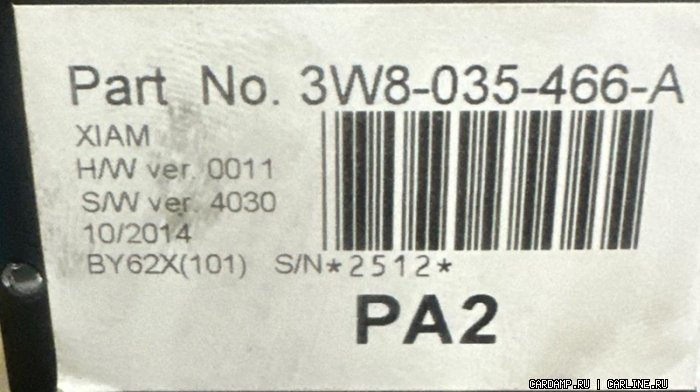 Part No. 3W8-035-466-A
XIAM
H/W ver. 0011
S/W ver. 4030
10/2014
BY62X(101) S/N*2512*
PA2
CARDAMP.RU | CARLINE.RU